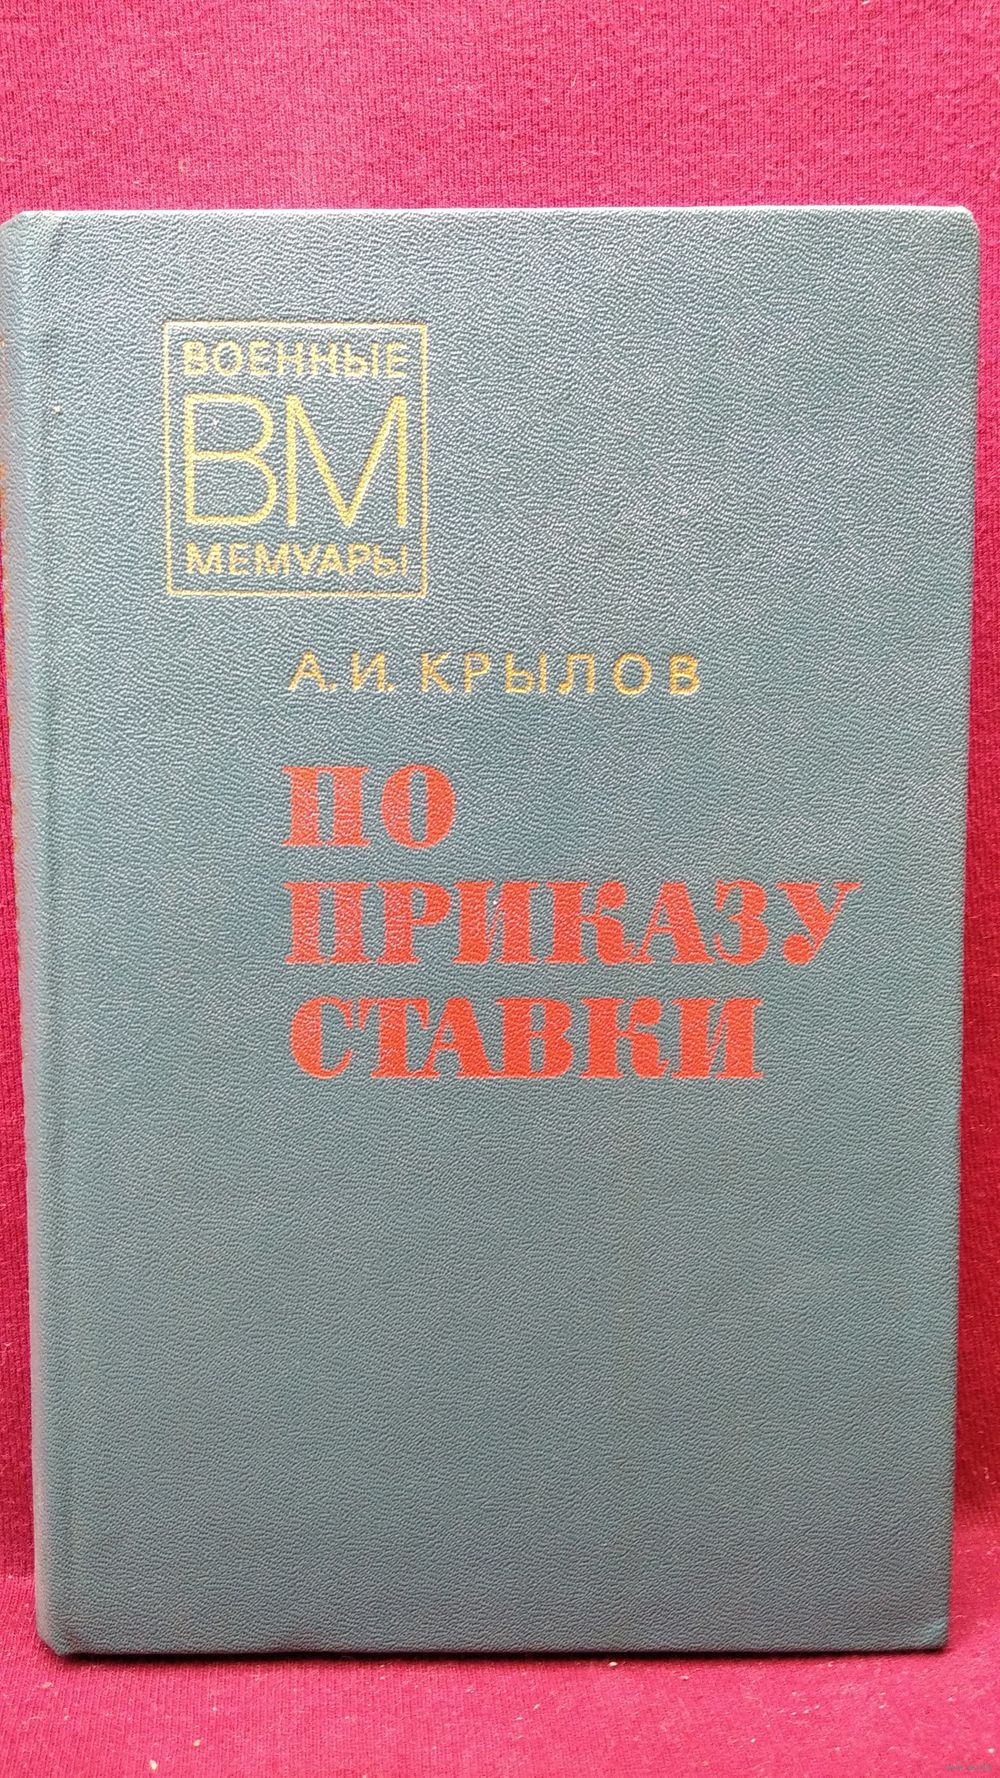 ВОЕННЫЕ
ВМ
МЕМУАРЫ
А. И. КРЫЛОВ
ПО
ПРИКАЗУ
СТАВКИ